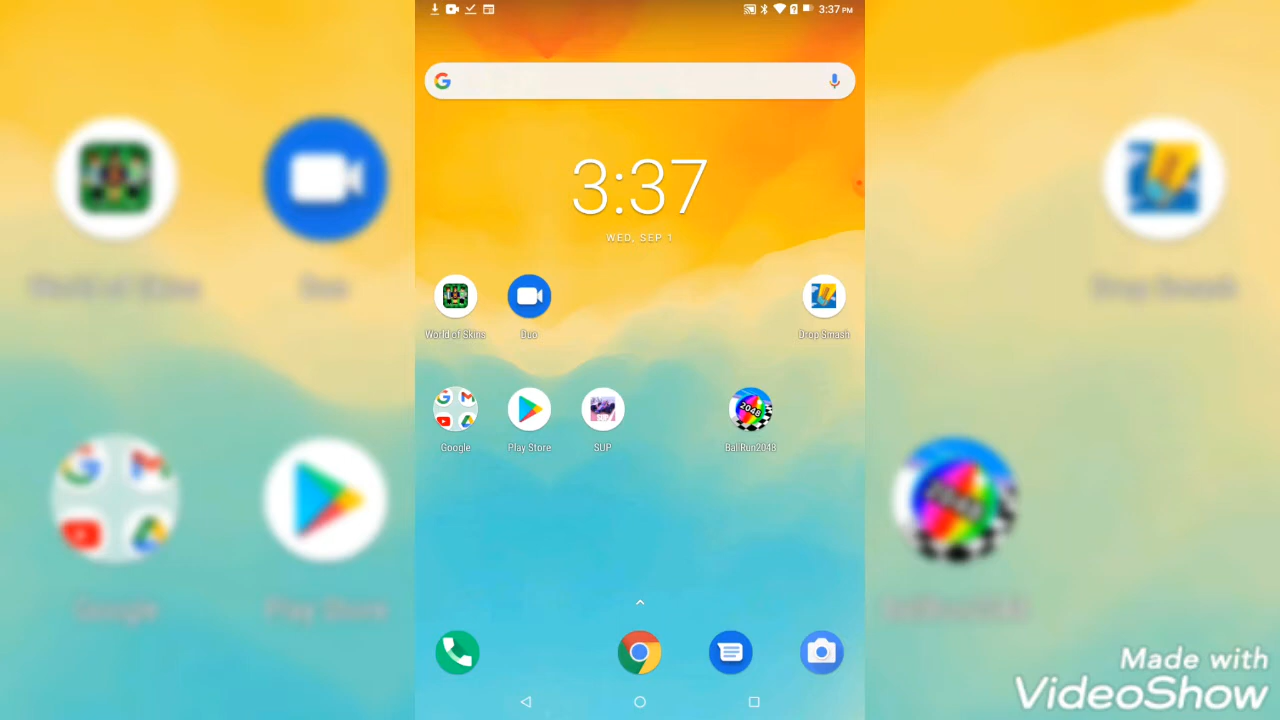 3:37 PM
3:37
WED, SEP 1
World of Skins
Duo
Drop Smash
Google
Play Store
SUP
2048
Ball Run2048
Made with
VideoShow